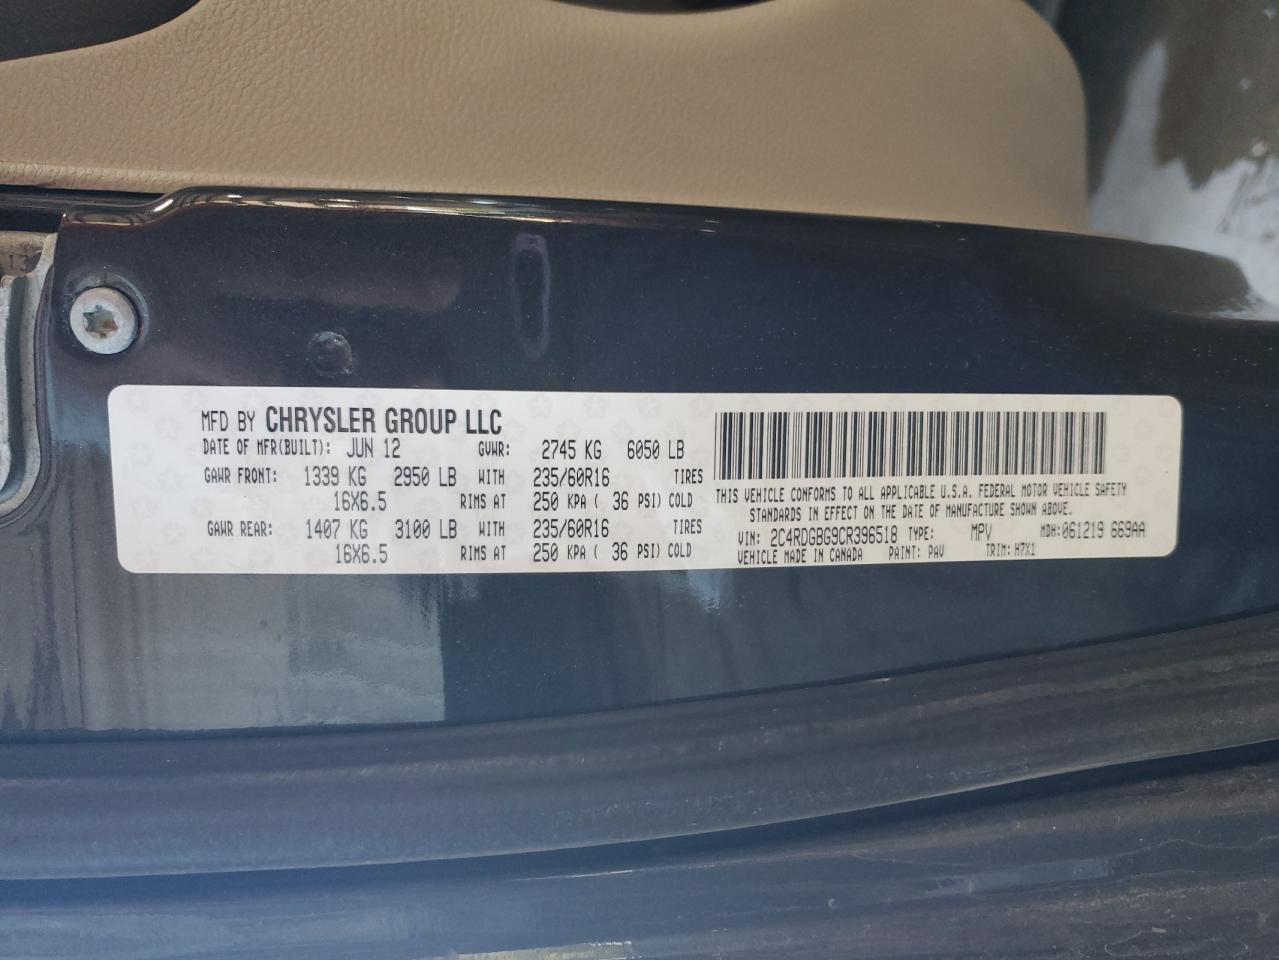 MFD BY CHRYSLER GROUP LLC
DATE OF MFR(BUILT): JUN 12 GVWR: 2745 KG 6050 LB
GAWR FRONT: 1339 KG 2950 LB WITH 235/60R16 TIRES
16X6.5 RIMS AT 250 KPA ( 36 PSI) COLD
GAWR REAR: 1407 KG 3100 LB WITH 235/60R16 TIRES
16X6.5 RIMS AT 250 KPA ( 36 PSI) COLD
THIS VEHICLE CONFORMS TO ALL APPLICABLE U.S.A. FEDERAL MOTOR VEHICLE SAFETY
STANDARDS IN EFFECT ON THE DATE OF MANUFACTURE SHOWN ABOVE.
VIN: 2C4RDGBG9CR396518 TYPE: MPV MDH:061219 669AA
VEHICLE MADE IN CANADA PAINT: PAV TRIM: H7X1